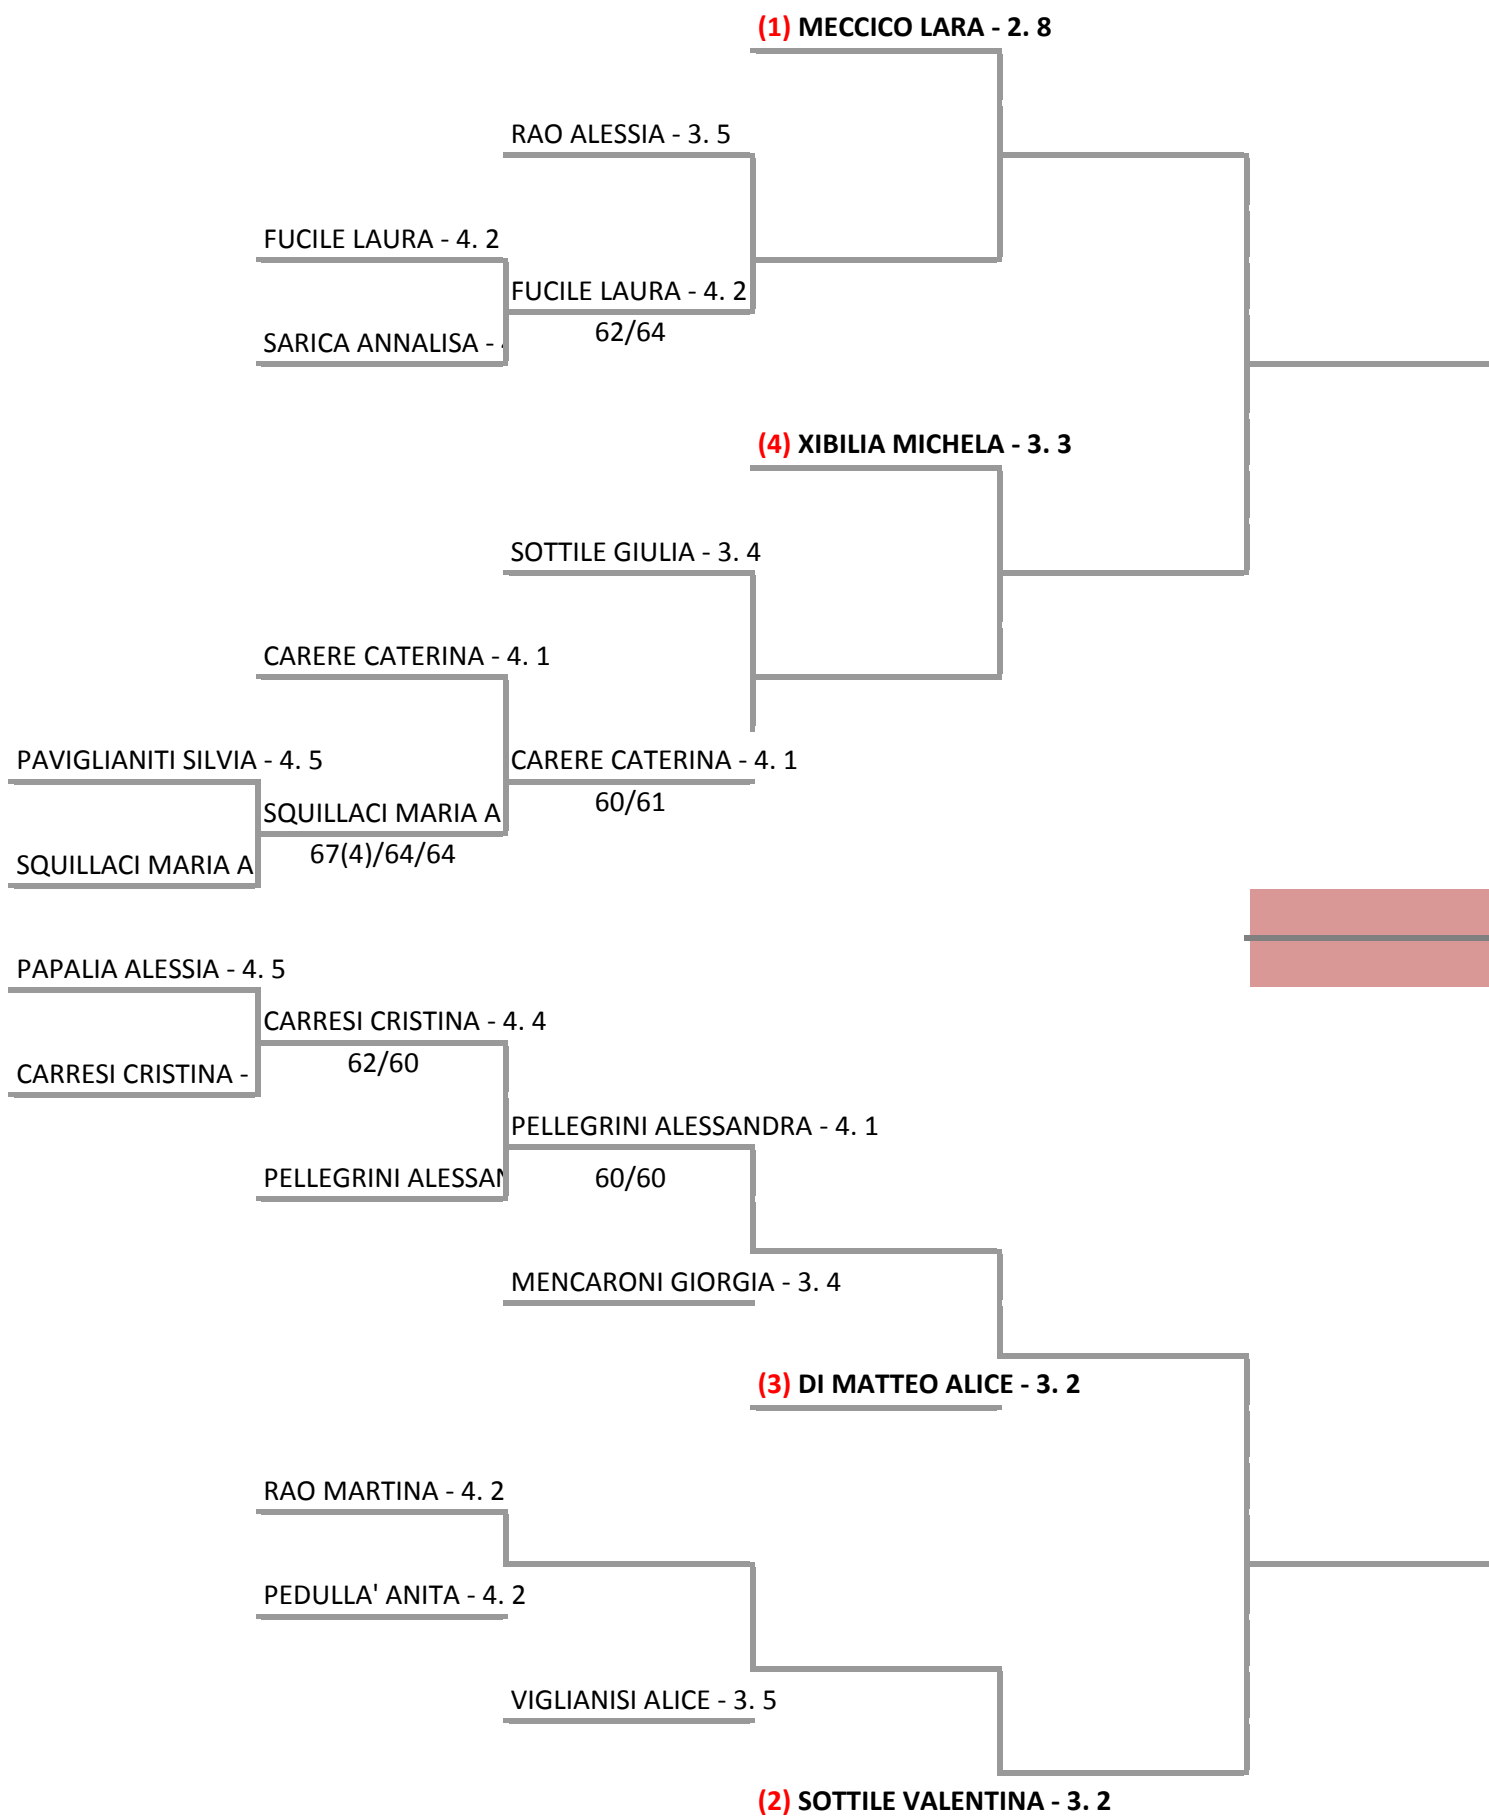 (1) MECCICO LARA - 2. 8
RAO ALESSIA - 3. 5
FUCILE LAURA - 4. 2
FUCILE LAURA - 4. 2
62/64
SARICA ANNALISA -
(4) XIBILIA MICHELA - 3. 3
SOTTILE GIULIA - 3. 4
CARERE CATERINA - 4. 1
PAVIGLIANITI SILVIA - 4. 5
CARERE CATERINA - 4. 1
60/61
SQUILLACI MARIA A
67(4)/64/64
SQUILLACI MARIA A
PAPALIA ALESSIA - 4. 5
CARRESI CRISTINA - 4. 4
62/60
CARRESI CRISTINA -
PELLEGRINI ALESSANDRA - 4. 1
PELLEGRINI ALESSAN
60/60
MENCARONI GIORGIA - 3. 4
(3) DI MATTEO ALICE - 3. 2
RAO MARTINA - 4. 2
PEDULLA' ANITA - 4. 2
VIGLIANISI ALICE - 3. 5
(2) SOTTILE VALENTINA - 3. 2